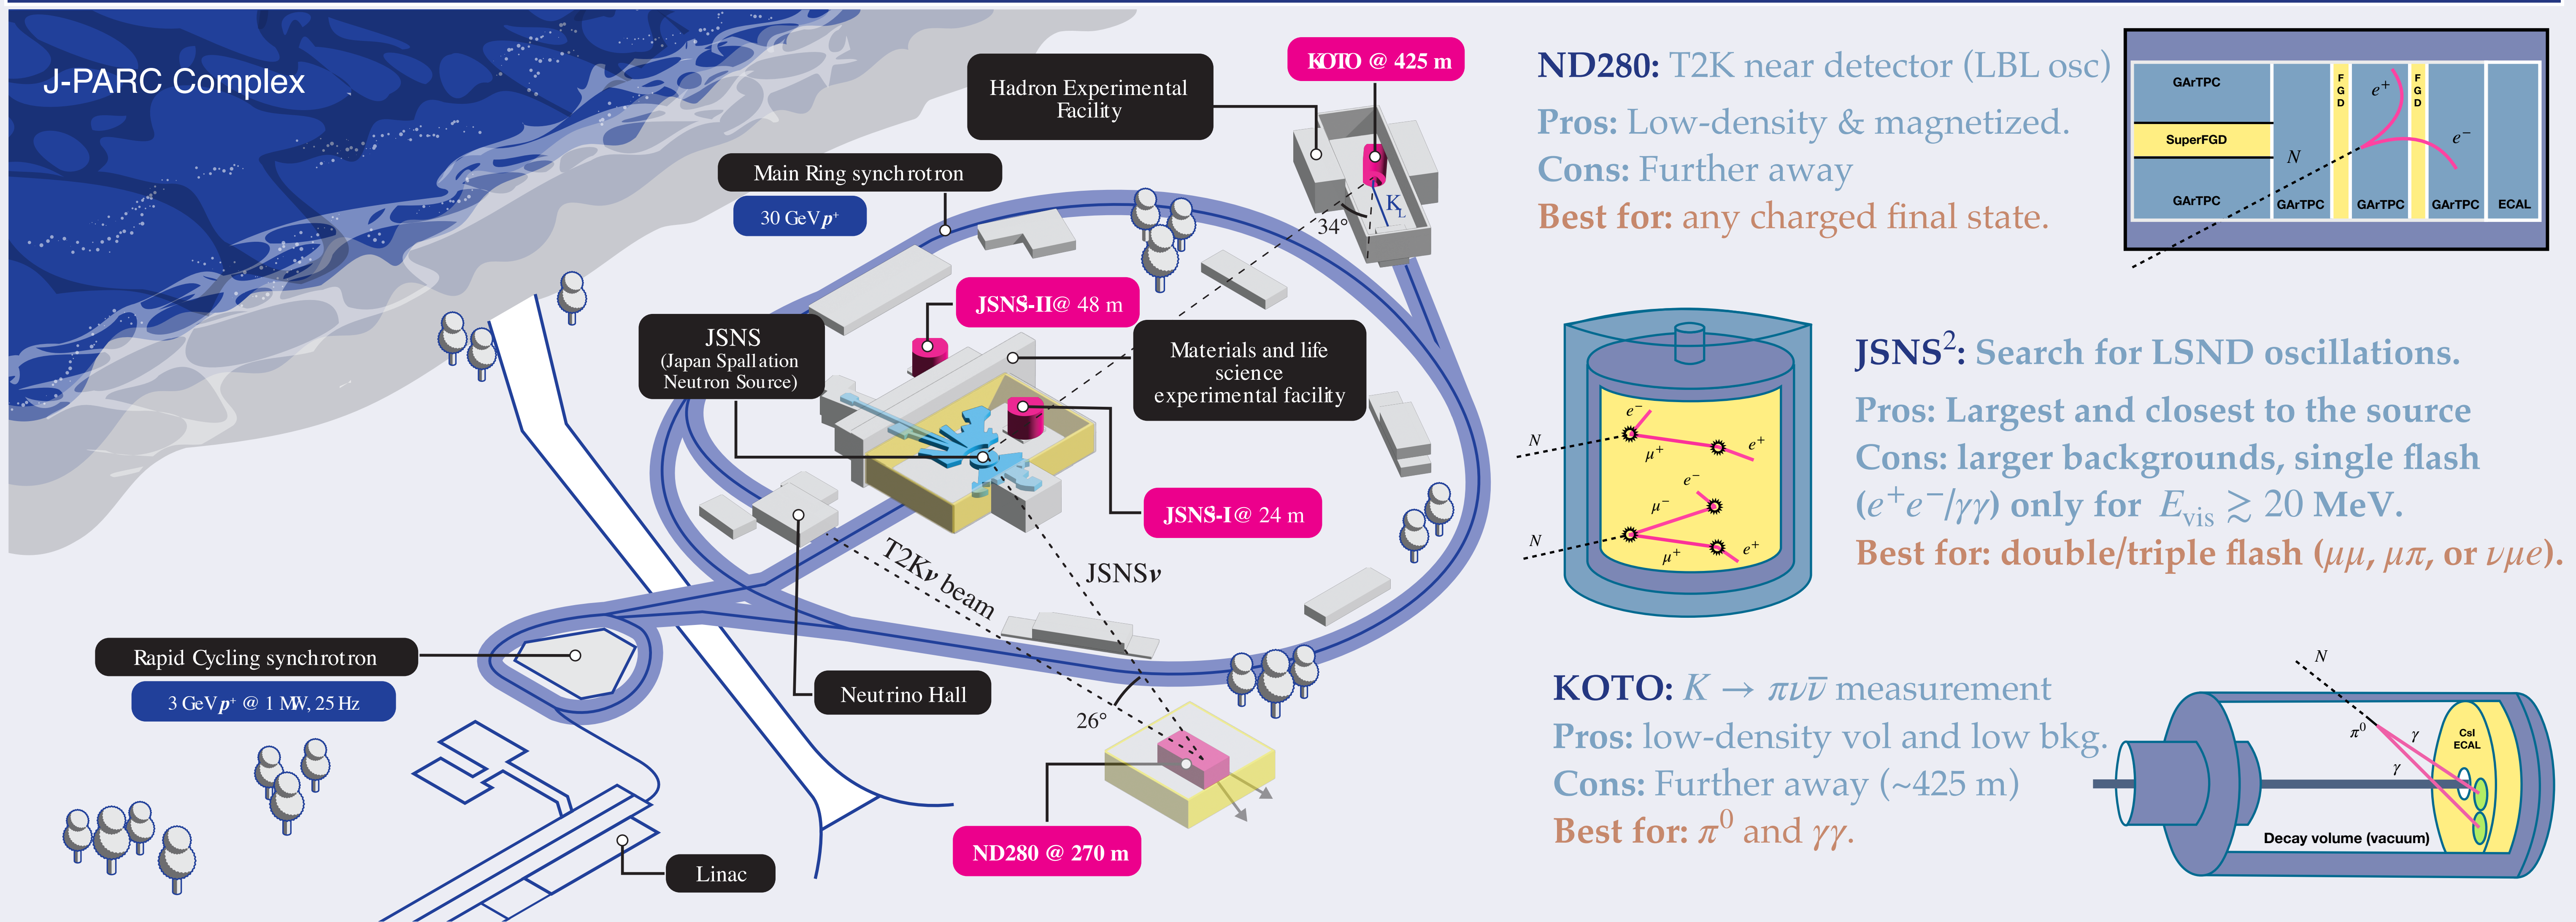 J-PARC Complex
Hadron Experimental
Facility
KOTO @ 425 m
Main Ring synchrotron
30 GeV p⁺
K_L
34°
JSNS²-II @ 48 m
JSNS
(Japan Spallation
Neutron Source)
Materials and life
science
experimental facility
JSNS²-I @ 24 m
T2K ν beam
JSNS ν
Rapid Cycling synchrotron
3 GeV p⁺ @ 1 MW, 25 Hz
Neutrino Hall
26°
ND280 @ 270 m
Linac
ND280: T2K near detector (LBL osc)
Pros: Low-density & magnetized.
Cons: Further away
Best for: any charged final state.
GArTPC
SuperFGD
GArTPC
GArTPC
FGD
GArTPC
FGD
GArTPC
ECAL
N
e⁺
e⁻
JSNS²: Search for LSND oscillations.
Pros: Largest and closest to the source
Cons: larger backgrounds, single flash
(e⁺e⁻/γγ) only for E_vis ≳ 20 MeV.
Best for: double/triple flash (μμ, μπ, or νμe).
N
e⁻
μ⁺
e⁺
N
e⁻
μ⁻
μ⁺
e⁺
KOTO: K → πνν̅ measurement
Pros: low-density vol and low bkg.
Cons: Further away (~425 m)
Best for: π⁰ and γγ.
N
π⁰
γ
γ
CsI
ECAL
Decay volume (vacuum)